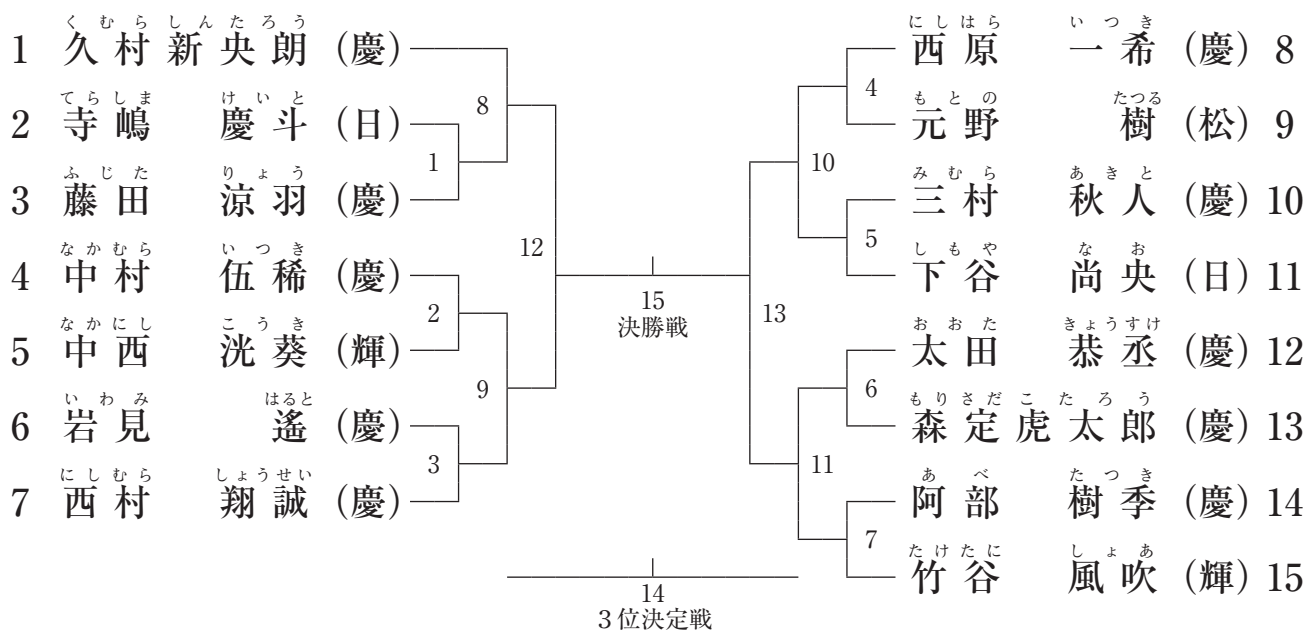 くむらしんたろう
1 久村新央朗 (慶)
てらしま けいと
2 寺嶋 慶斗 (日)
ふじた りょう
3 藤田 涼羽 (慶)
なかむら いつき
4 中村 伍稀 (慶)
なかにし こうき
5 中西 洸葵 (輝)
いわみ はると
6 岩見 遙 (慶)
にしむら しょうせい
7 西村 翔誠 (慶)
8
1
12
2
9
3
15
決勝戦
14
3位決定戦
4
10
5
13
6
11
7
にしはら いつき
西原 一希 (慶) 8
もとの たつる
元野 樹 (松) 9
みむら あきと
三村 秋人 (慶) 10
しもや なお
下谷 尚央 (日) 11
おおた きょうすけ
太田 恭丞 (慶) 12
もりさだこたろう
森定虎太郎 (慶) 13
あべ たつき
阿部 樹季 (慶) 14
たけたに しょあ
竹谷 風吹 (輝) 15